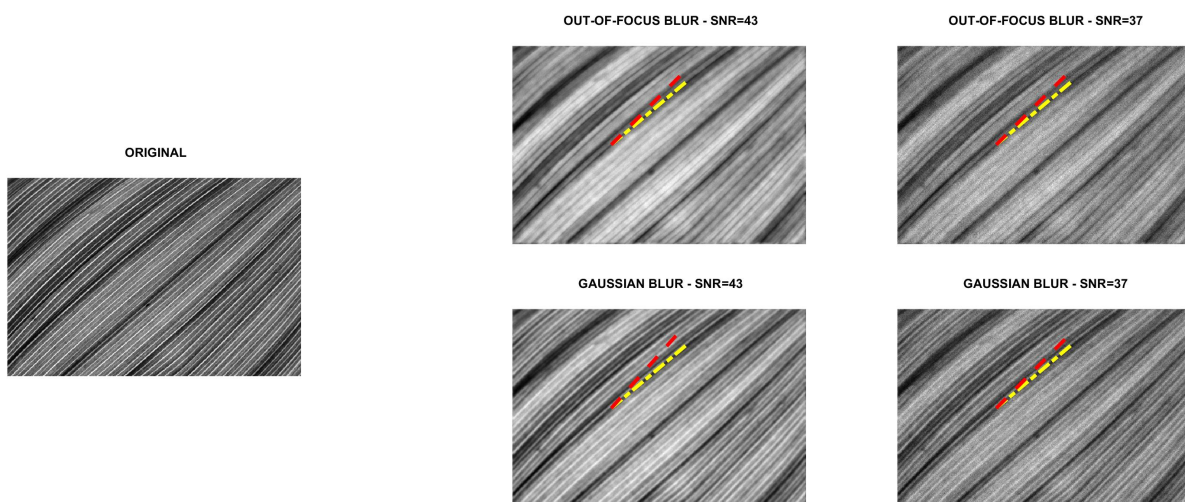 OUT-OF-FOCUS BLUR - SNR=43
OUT-OF-FOCUS BLUR - SNR=37
ORIGINAL
GAUSSIAN BLUR - SNR=43
GAUSSIAN BLUR - SNR=37